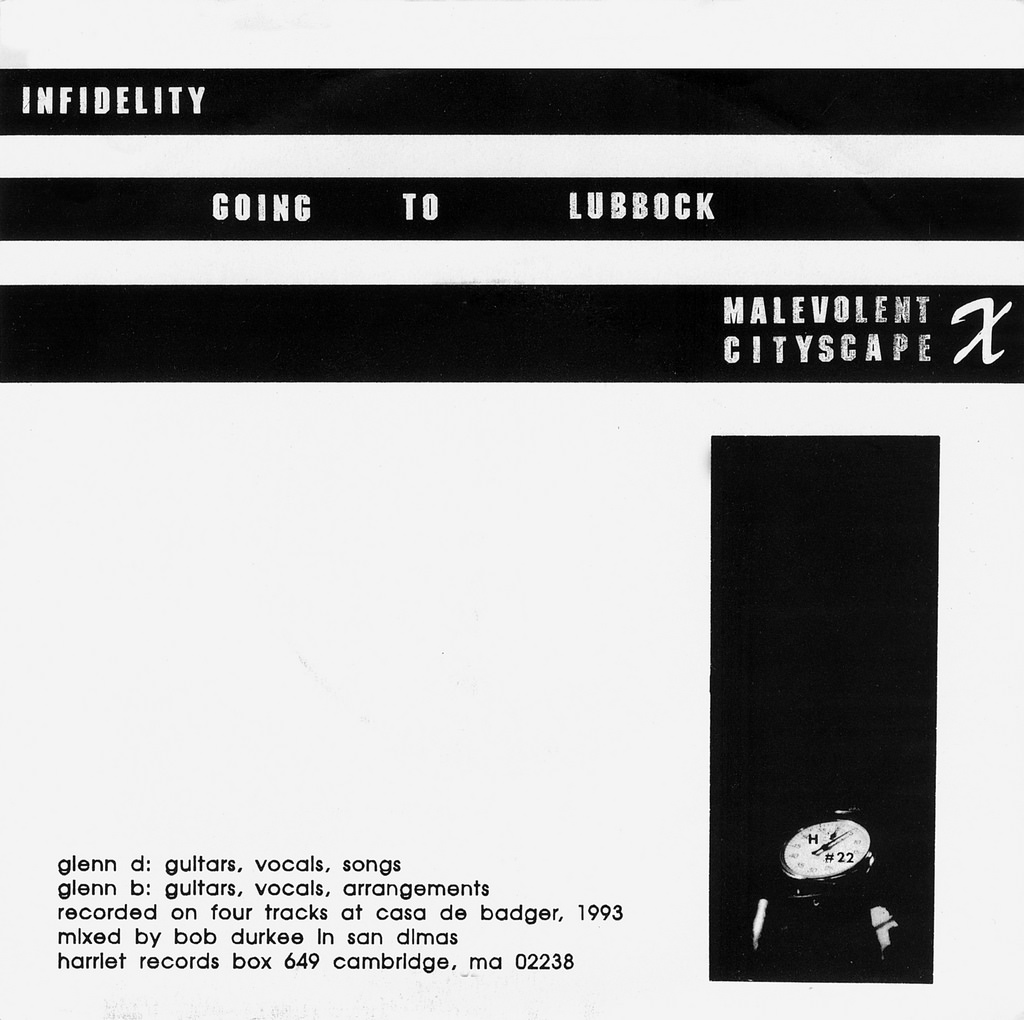 INFIDELITY
GOING TO LUBBOCK
MALEVOLENT
CITYSCAPE X
H
#22
glenn d: guitars, vocals, songs
glenn b: guitars, vocals, arrangements
recorded on four tracks at casa de badger, 1993
mixed by bob durkee in san dimas
harriet records box 649 cambridge, ma 02238